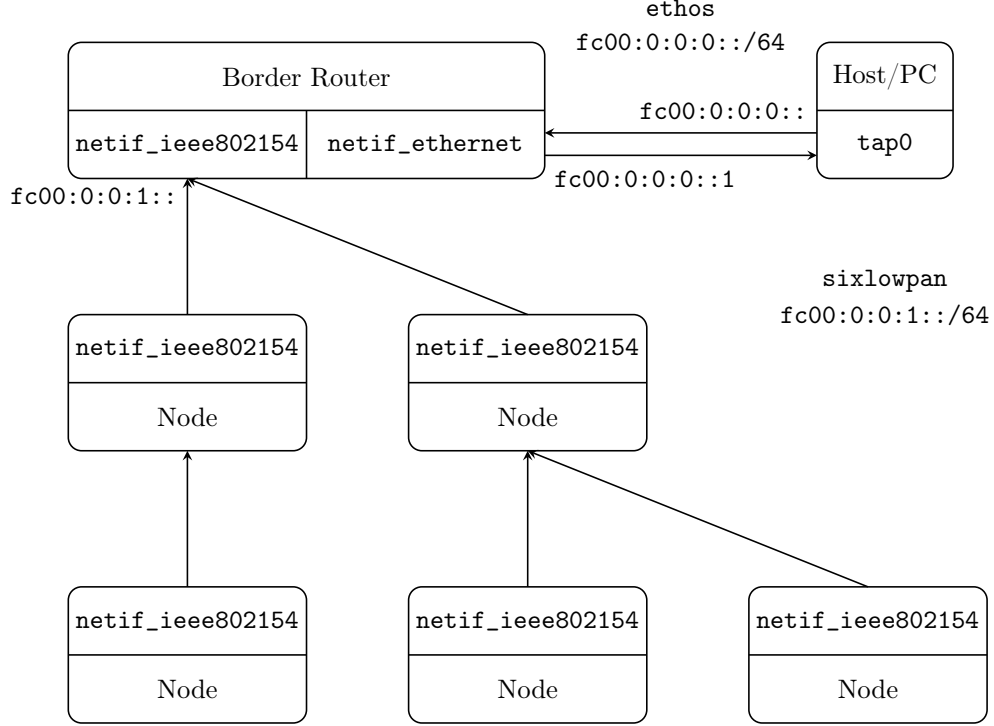 ethos
fc00:0:0:0::/64
Border Router
Host/PC
fc00:0:0:0::
netif_ieee802154
netif_ethernet
tap0
fc00:0:0:0::1
fc00:0:0:1::
sixlowpan
fc00:0:0:1::/64
netif_ieee802154
netif_ieee802154
Node
Node
netif_ieee802154
netif_ieee802154
netif_ieee802154
Node
Node
Node